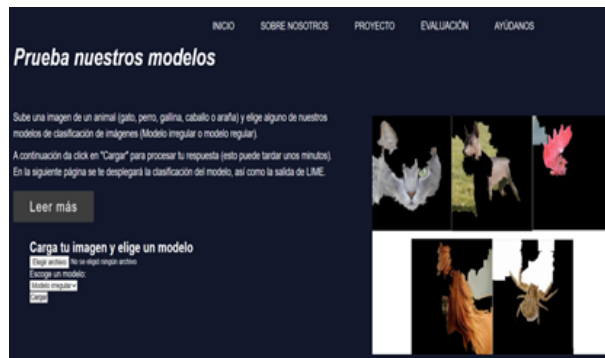 INICIO SOBRE NOSOTROS PROYECTO EVALUACIÓN AYÚDANOS
Prueba nuestros modelos
Sube una imagen de un animal (gato, perro, gallina, caballo o araña) y elige alguno de nuestros
modelos de clasificación de imágenes (Modelo irregular o modelo regular).
A continuación da click en "Cargar" para procesar tu respuesta (esto puede tardar unos minutos).
En la siguiente página se te desplegará la clasificación del modelo, así como la salida de LIME.
Leer más
Carga tu imagen y elige un modelo
Elegir archivo No se eligió ningún archivo
Escoge un modelo:
Modelo irregular
Cargar